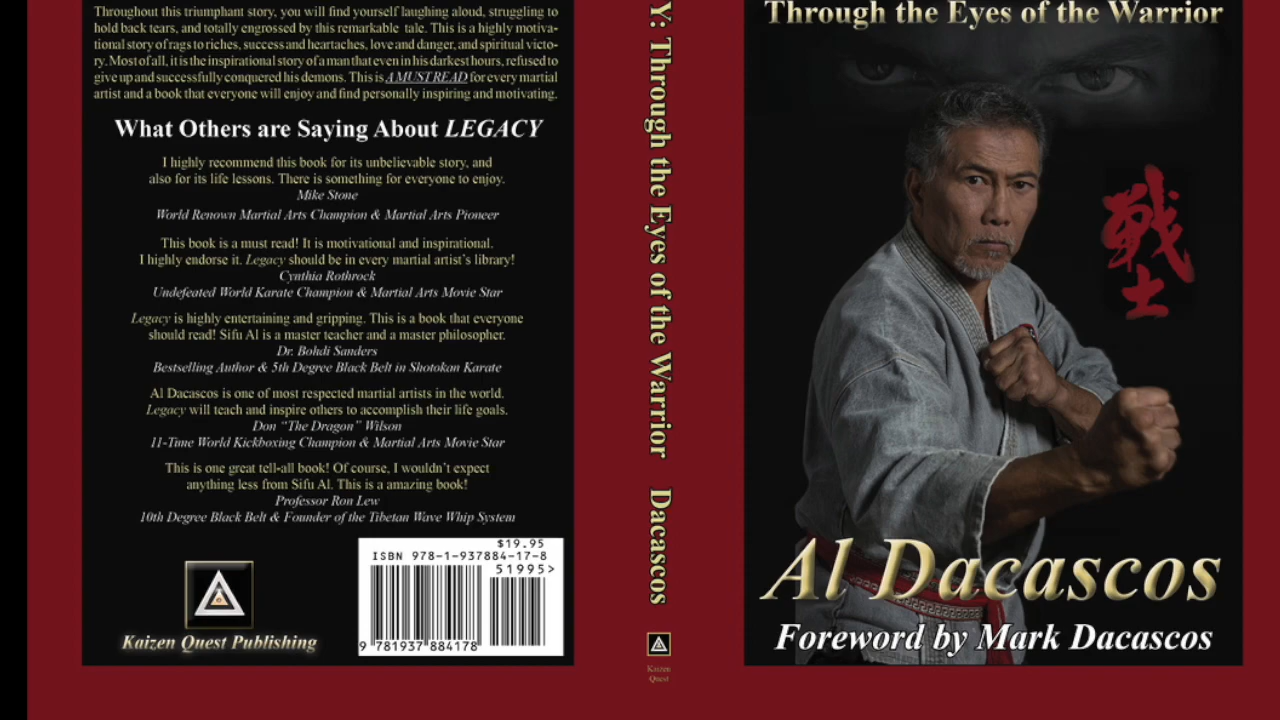 Throughout this triumphant story, you will find yourself laughing aloud, struggling to
hold back tears, and totally engrossed by this remarkable tale. This is a highly motiva-
tional story of rags to riches, success and heartaches, love and danger, and spiritual victo-
ry. Most of all, it is the inspirational story of a man that even in his darkest hours, refused to
give up and successfully conquered his demons. This is A MUST READ for every martial
artist and a book that everyone will enjoy and find personally inspiring and motivating.
What Others are Saying About LEGACY
I highly recommend this book for its unbelievable story, and
also for its life lessons. There is something for everyone to enjoy.
Mike Stone
World Renown Martial Arts Champion & Martial Arts Pioneer
This book is a must read! It is motivational and inspirational.
I highly endorse it. Legacy should be in every martial artist's library!
Cynthia Rothrock
Undefeated World Karate Champion & Martial Arts Movie Star
Legacy is highly entertaining and gripping. This is a book that everyone
should read! Sifu Al is a master teacher and a master philosopher.
Dr. Bohdi Sanders
Bestselling Author & 5th Degree Black Belt in Shotokan Karate
Al Dacascos is one of most respected martial artists in the world.
Legacy will teach and inspire others to accomplish their life goals.
Don "The Dragon" Wilson
11-Time World Kickboxing Champion & Martial Arts Movie Star
This is one great tell-all book! Of course, I wouldn't expect
anything less from Sifu Al. This is a amazing book!
Professor Ron Lew
10th Degree Black Belt & Founder of the Tibetan Wave Whip System
Kaizen Quest Publishing
$19.95
ISBN 978-1-937884-17-8
51995>
9 781937 884178
Y: Through the Eyes of the Warrior Dacascos
Kaizen
Quest
Through the Eyes of the Warrior
戦
士
Al Dacascos
Foreword by Mark Dacascos